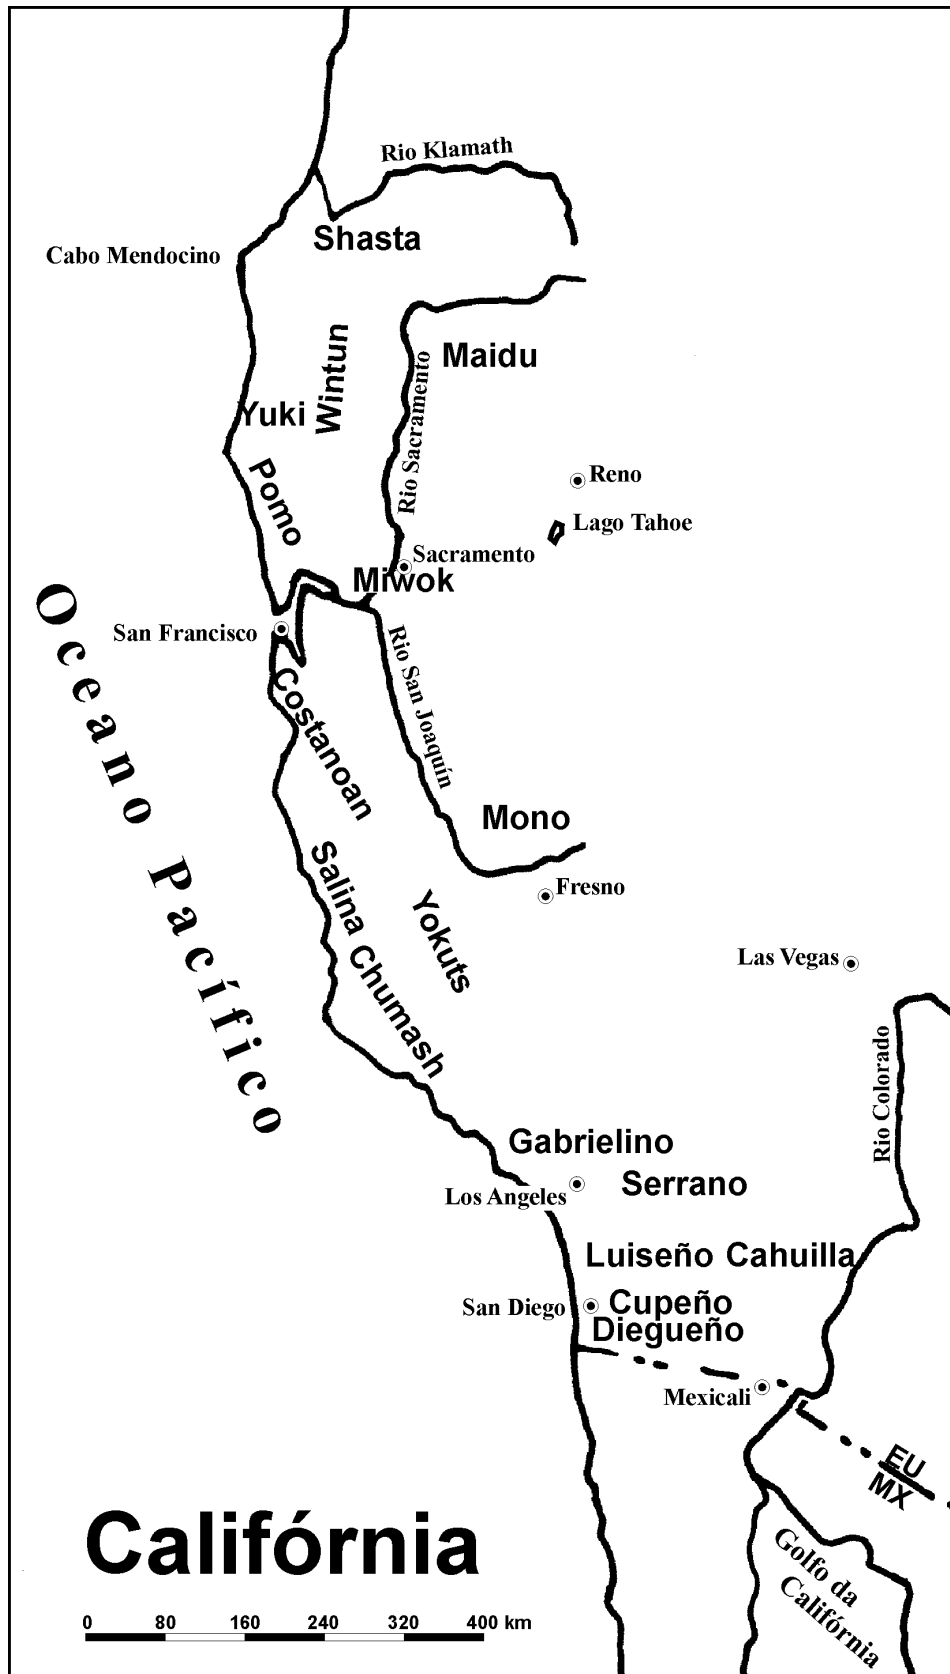 Rio Klamath
Shasta
Cabo Mendocino
Wintun
Maidu
Rio Sacramento
Yuki
Pomo
Reno
Lago Tahoe
Sacramento
Miwok
San Francisco
Oceano Pacífico
Rio San Joaquín
Costanoan
Mono
Salina
Fresno
Yokuts
Chumash
Las Vegas
Rio Colorado
Gabrielino
Serrano
Los Angeles
Luiseño Cahuilla
San Diego
Cupeño
Diegueño
Mexicali
EU
MX
Golfo da
Califórnia
Califórnia
0 80 160 240 320 400 km